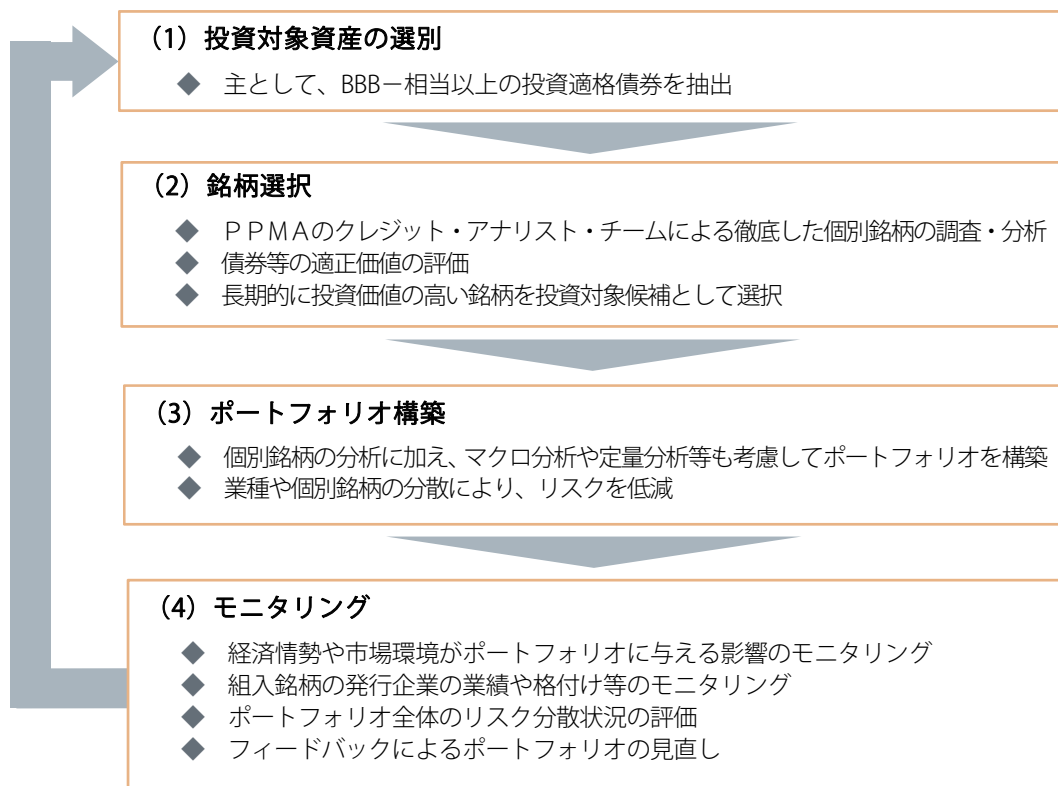 （1）投資対象資産の選別
◆ 主として、BBB－相当以上の投資適格債券を抽出
（2）銘柄選択
◆ ＰＰＭＡのクレジット・アナリスト・チームによる徹底した個別銘柄の調査・分析
◆ 債券等の適正価値の評価
◆ 長期的に投資価値の高い銘柄を投資対象候補として選択
（3）ポートフォリオ構築
◆ 個別銘柄の分析に加え、マクロ分析や定量分析等も考慮してポートフォリオを構築
◆ 業種や個別銘柄の分散により、リスクを低減
（4）モニタリング
◆ 経済情勢や市場環境がポートフォリオに与える影響のモニタリング
◆ 組入銘柄の発行企業の業績や格付け等のモニタリング
◆ ポートフォリオ全体のリスク分散状況の評価
◆ フィードバックによるポートフォリオの見直し